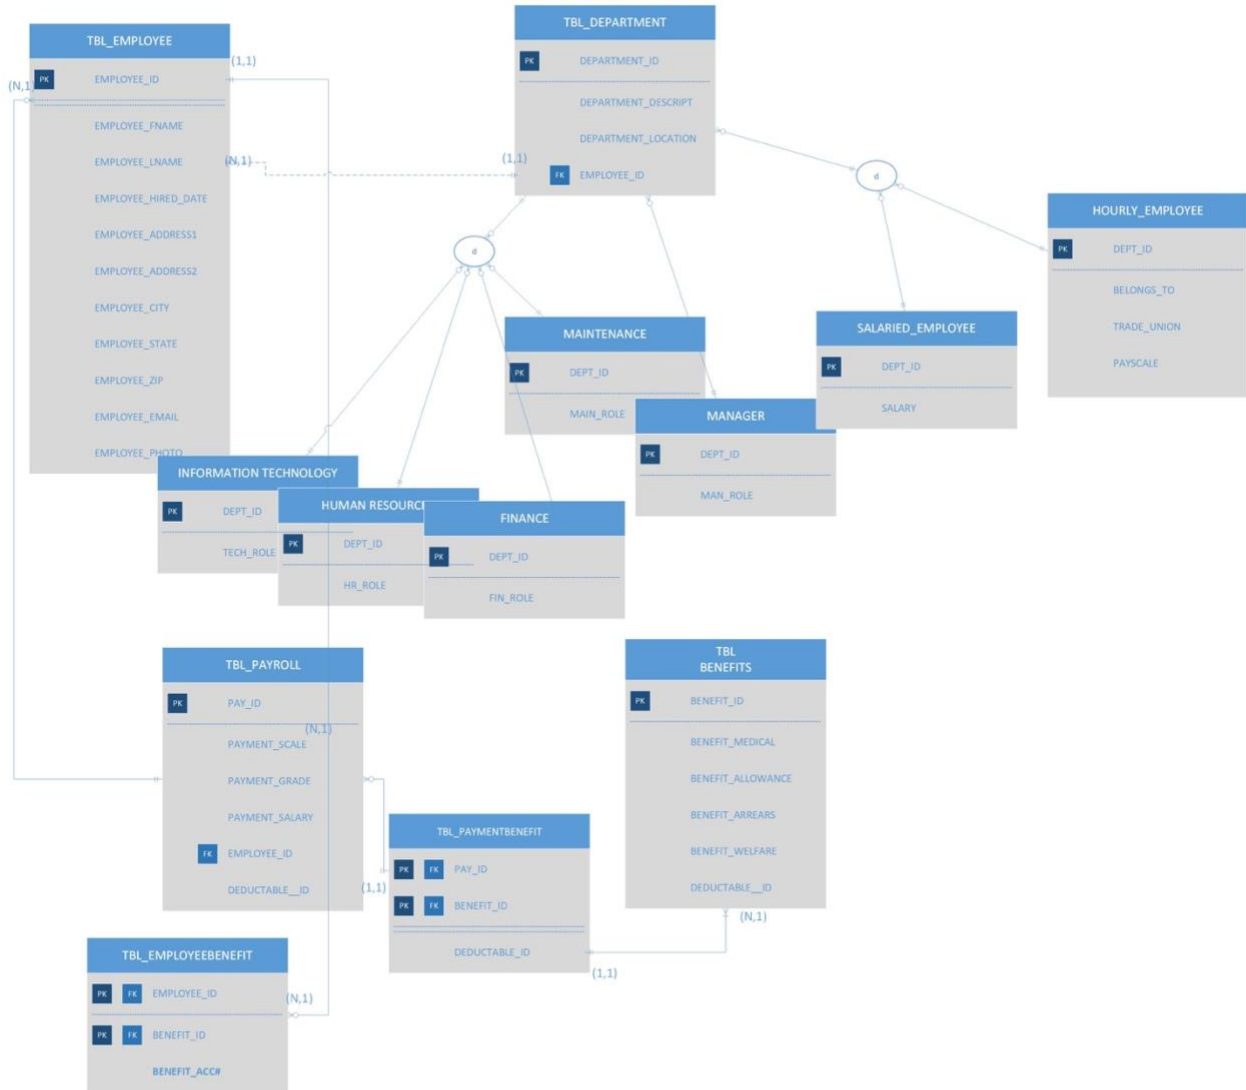 TBL_EMPLOYEE
PK EMPLOYEE_ID
EMPLOYEE_FNAME
EMPLOYEE_LNAME
EMPLOYEE_HIRED_DATE
EMPLOYEE_ADDRESS1
EMPLOYEE_ADDRESS2
EMPLOYEE_CITY
EMPLOYEE_STATE
EMPLOYEE_ZIP
EMPLOYEE_EMAIL
EMPLOYEE_PHOTO
(1,1)
(N,1)
(N,1)
(1,1)
TBL_DEPARTMENT
PK DEPARTMENT_ID
DEPARTMENT_DESCRIPT
DEPARTMENT_LOCATION
FK EMPLOYEE_ID
d
d
HOURLY_EMPLOYEE
PK DEPT_ID
BELONGS_TO
TRADE_UNION
PAYSCALE
SALARIED_EMPLOYEE
PK DEPT_ID
SALARY
MAINTENANCE
PK DEPT_ID
MAIN_ROLE
MANAGER
PK DEPT_ID
MAN_ROLE
INFORMATION TECHNOLOGY
PK DEPT_ID
TECH_ROLE
HUMAN RESOURCE
PK DEPT_ID
HR_ROLE
FINANCE
PK DEPT_ID
FIN_ROLE
TBL_PAYROLL
PK PAY_ID
(N,1)
PAYMENT_SCALE
PAYMENT_GRADE
PAYMENT_SALARY
FK EMPLOYEE_ID
DEDUCTABLE__ID
(1,1)
TBL_PAYMENTBENEFIT
PK FK PAY_ID
PK FK BENEFIT_ID
DEDUCTABLE_ID
(1,1)
TBL
BENEFITS
PK BENEFIT_ID
BENEFIT_MEDICAL
BENEFIT_ALLOWANCE
BENEFIT_ARREARS
BENEFIT_WELFARE
DEDUCTABLE__ID
(N,1)
TBL_EMPLOYEEBENEFIT
PK FK EMPLOYEE_ID
(N,1)
PK FK BENEFIT_ID
BENEFIT_ACC#